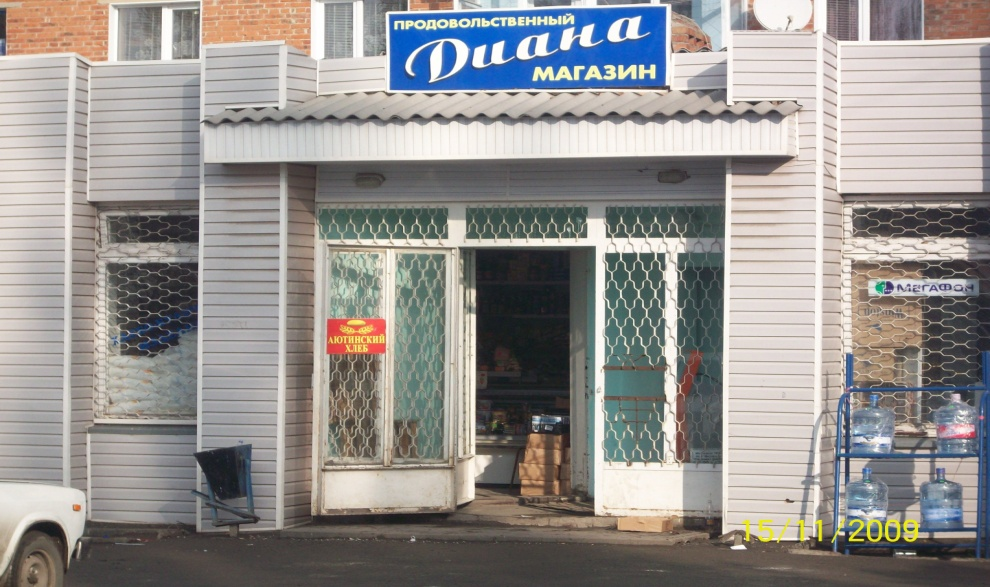 ПРОДОВОЛЬСТВЕННЫЙ
Диана
МАГАЗИН
МЕГАФОН
АЮТИНСКИЙ
ХЛЕБ
15/11/2009